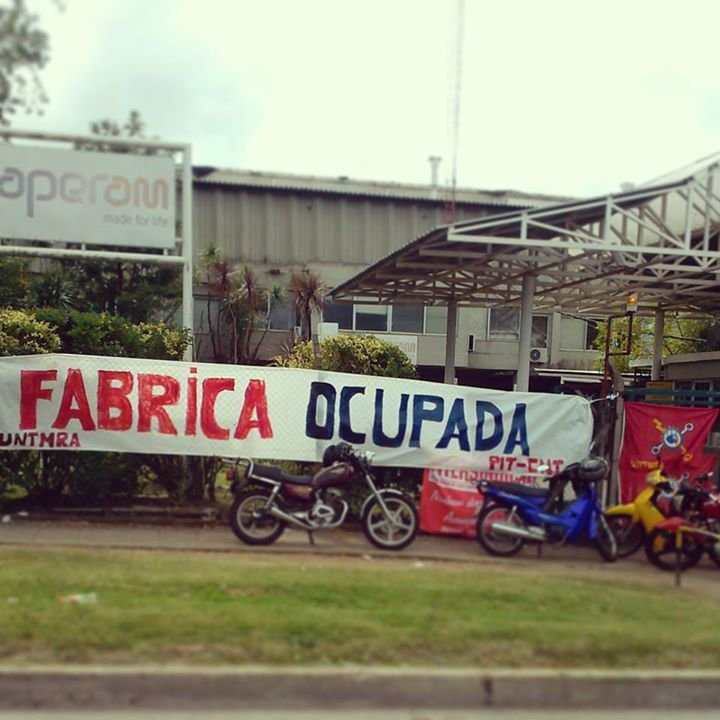 aperam
made for life
FABRICA OCUPADA
UNTMRA
PIT-CNT